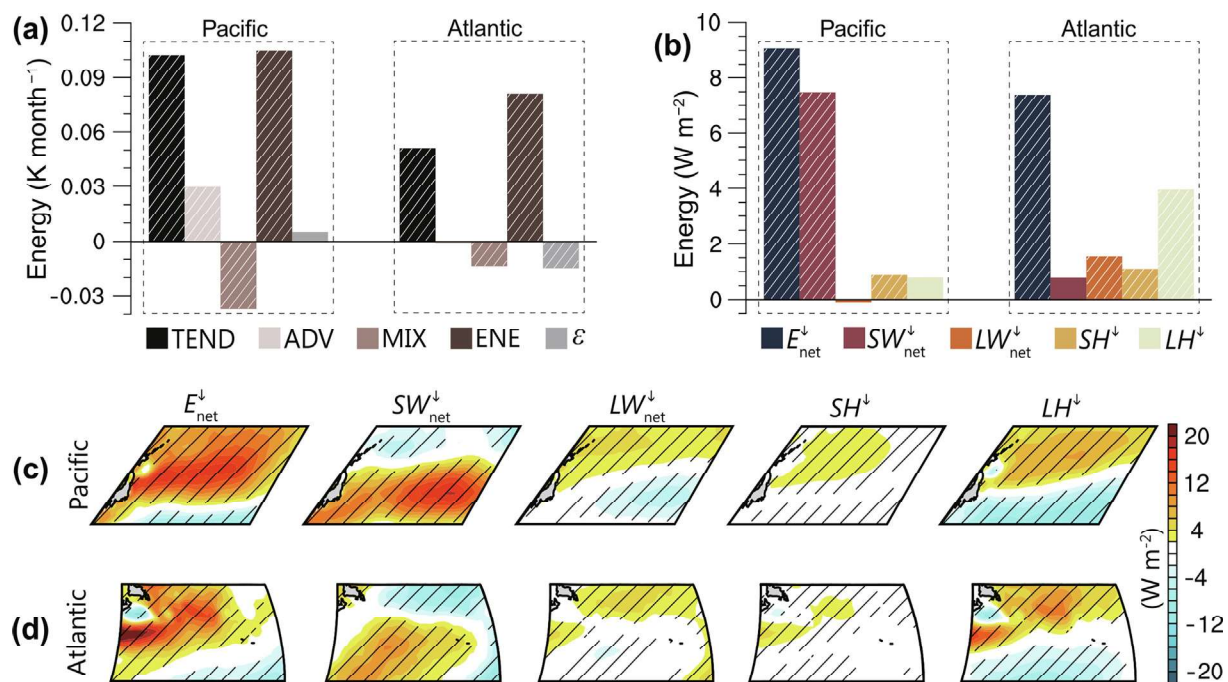 (a) Pacific Atlantic
Energy (K month⁻¹)
0.12
0.09
0.06
0.03
0
-0.03
TEND ADV MIX ENE ε
(b) Pacific Atlantic
Energy (W m⁻²)
10
8
6
4
2
0
E↓net SW↓net LW↓net SH↓ LH↓
E↓net SW↓net LW↓net SH↓ LH↓
(c) Pacific
(d) Atlantic
20
12
4
-4
-12
-20
(W m⁻²)